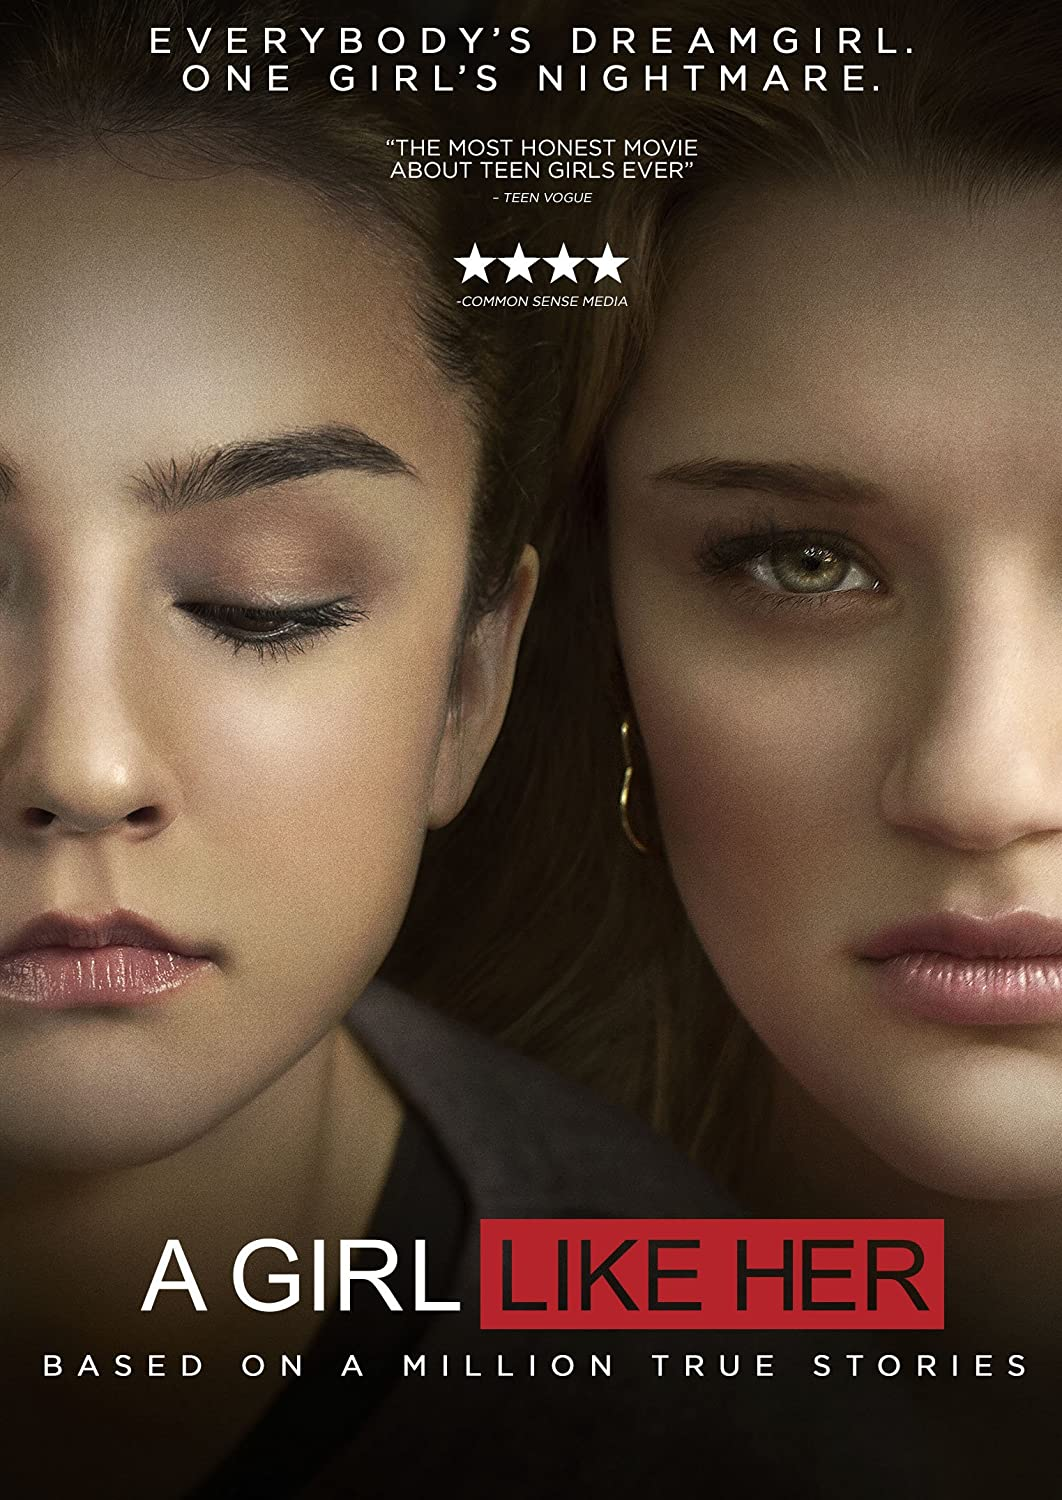 EVERYBODY'S DREAMGIRL.
ONE GIRL'S NIGHTMARE.
“THE MOST HONEST MOVIE
ABOUT TEEN GIRLS EVER”
– TEEN VOGUE
★★★★
-COMMON SENSE MEDIA
A GIRL LIKE HER
BASED ON A MILLION TRUE STORIES